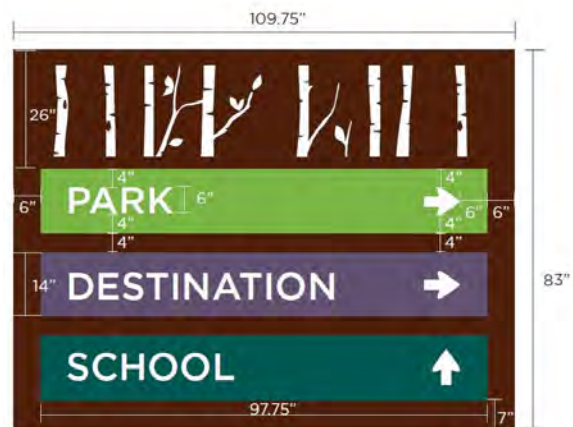 109.75”
26”
4” 4”
6” PARK 6” 6” 6”
4” 4”
4” 4”
14” DESTINATION
83”
SCHOOL
97.75”
7”